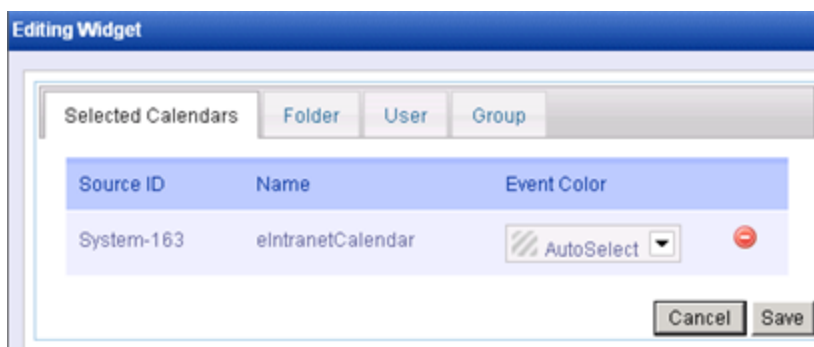 Editing Widget
Selected Calendars Folder User Group
Source ID Name Event Color
System-163 eIntranetCalendar AutoSelect
Cancel Save